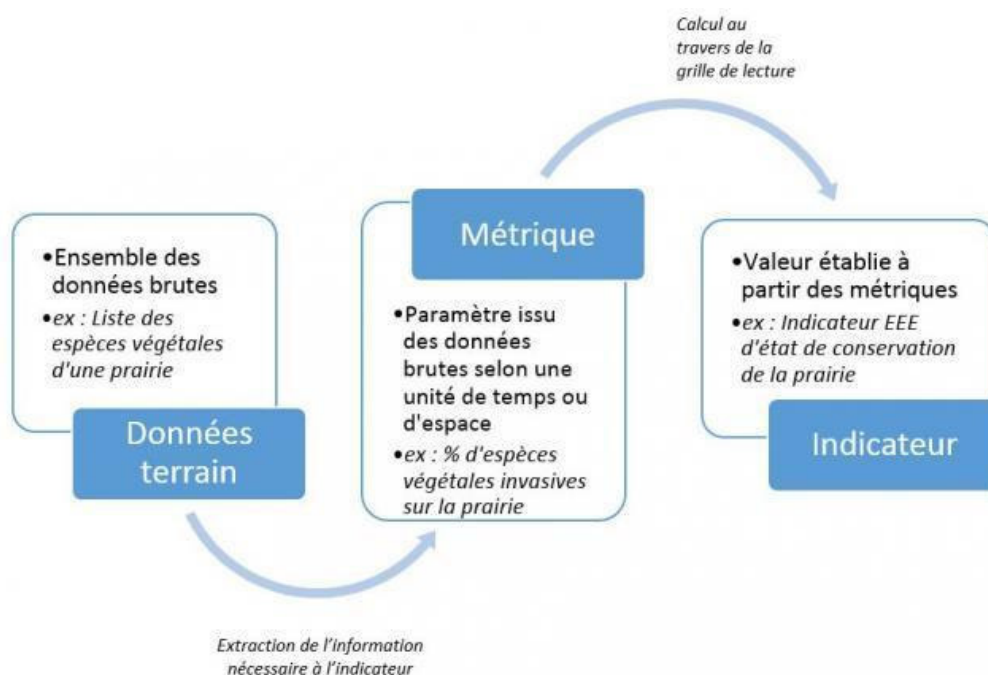 Calcul au
travers de la
grille de lecture
•Ensemble des
données brutes
•ex : Liste des
espèces végétales
d'une prairie
Données
terrain
Extraction de l'information
nécessaire à l'indicateur
Métrique
•Paramètre issu
des données
brutes selon une
unité de temps ou
d'espace
•ex : % d'espèces
végétales invasives
sur la prairie
•Valeur établie à
partir des métriques
•ex : Indicateur EEE
d'état de conservation
de la prairie
Indicateur